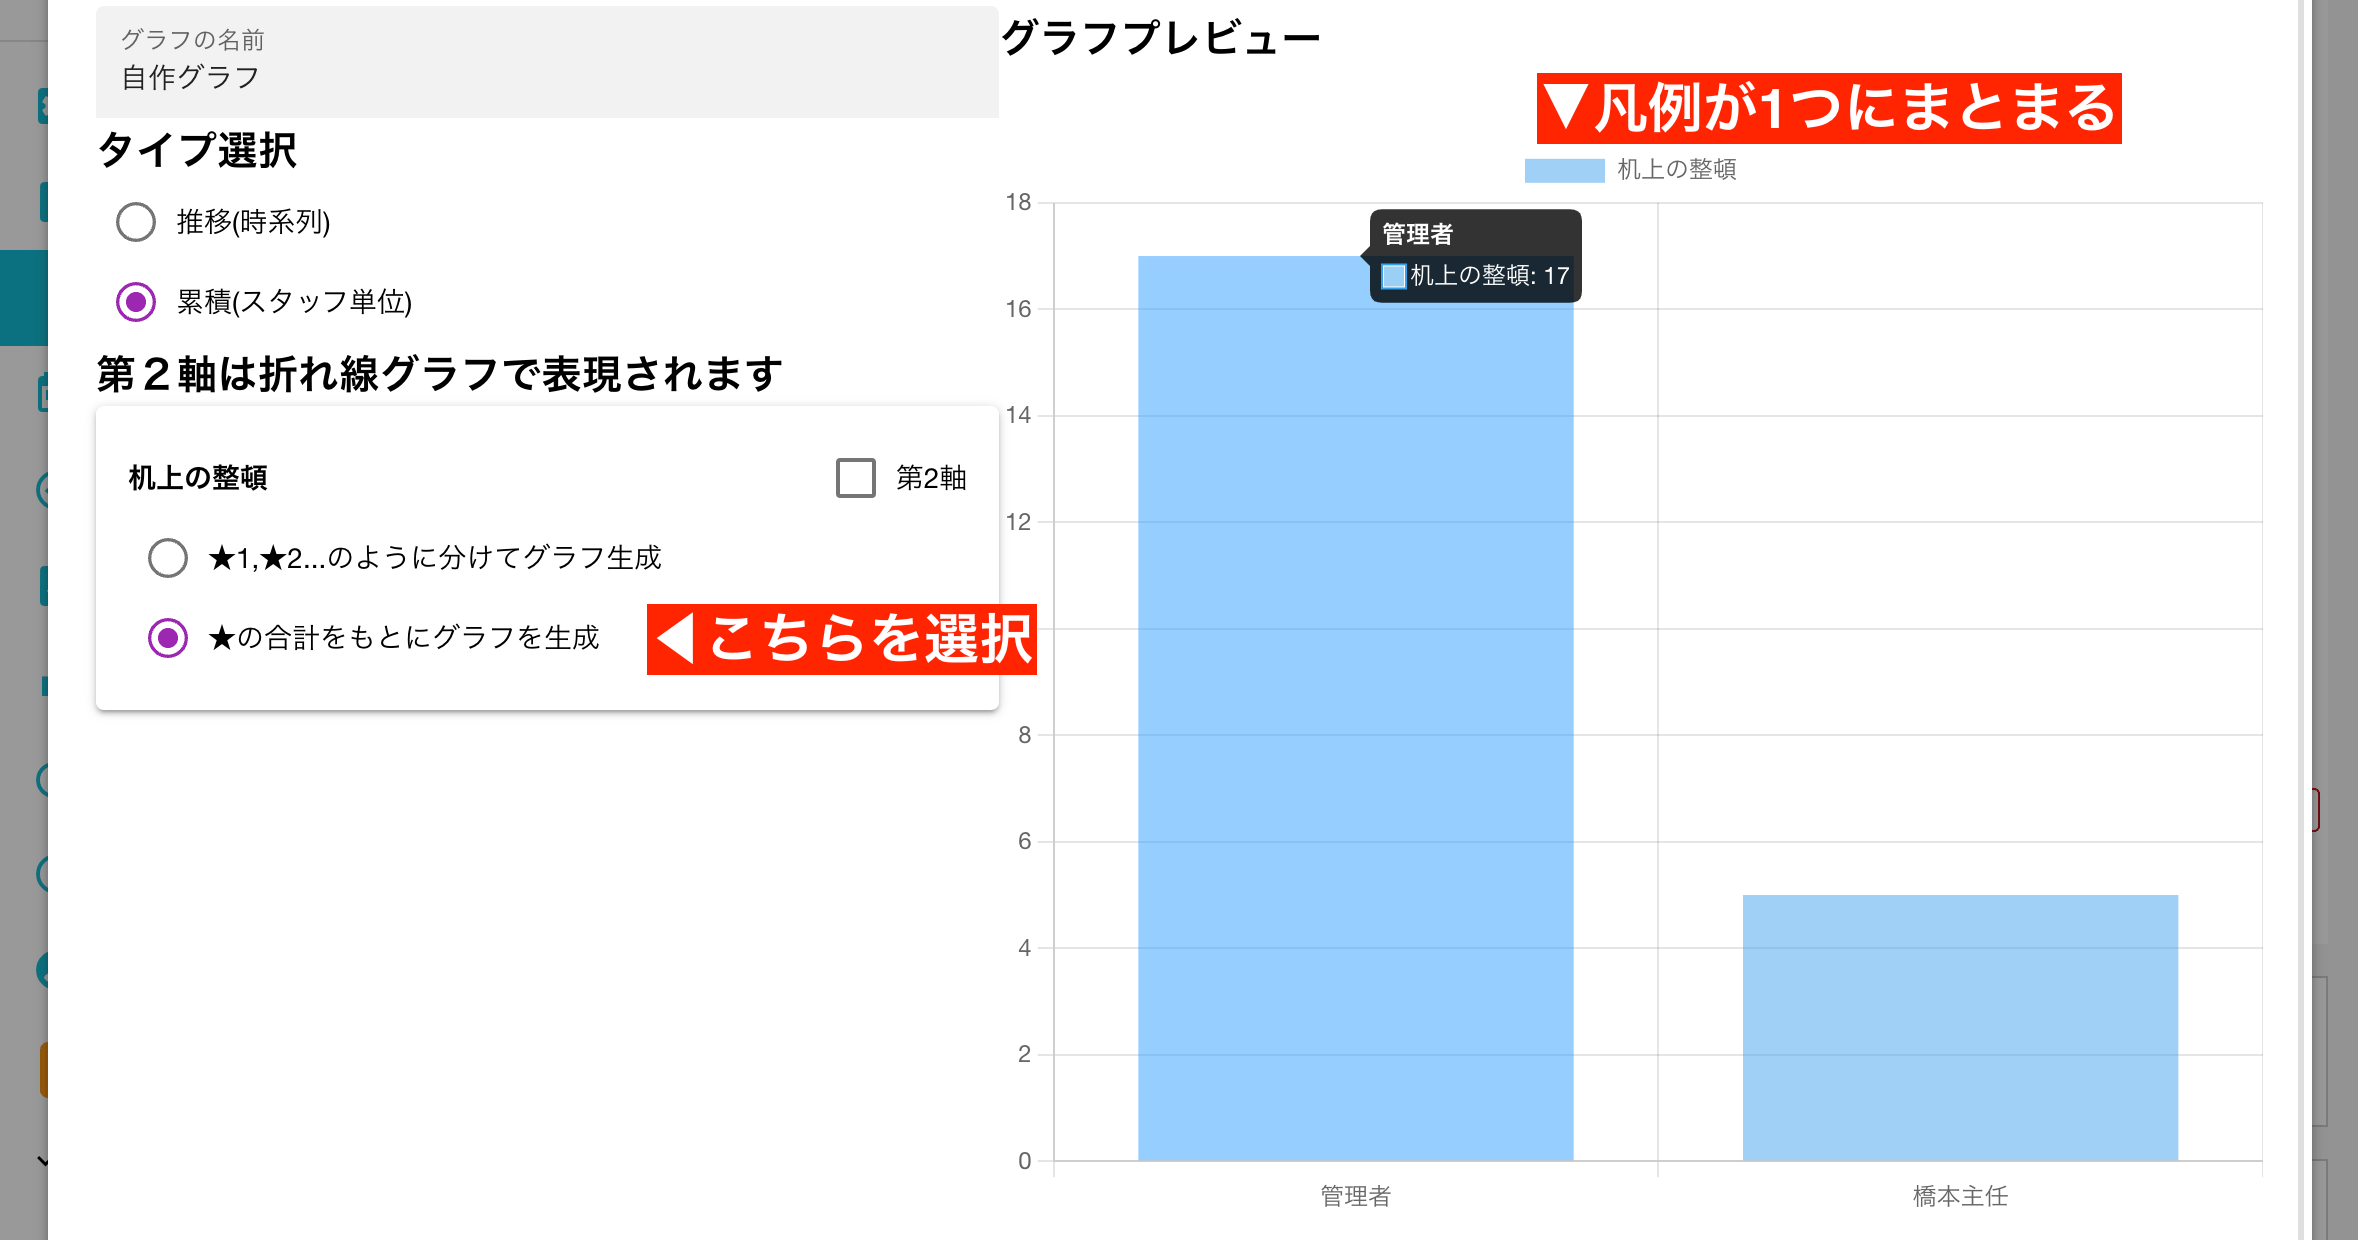 グラフの名前
自作グラフ
タイプ選択
推移(時系列)
累積(スタッフ単位)
第２軸は折れ線グラフで表現されます
机上の整頓
第2軸
★1,★2...のように分けてグラフ生成
★の合計をもとにグラフを生成
◀こちらを選択
グラフプレビュー
▼凡例が1つにまとまる
机上の整頓
18
管理者
机上の整頓: 17
16
14
12
8
6
4
2
0
管理者
橋本主任